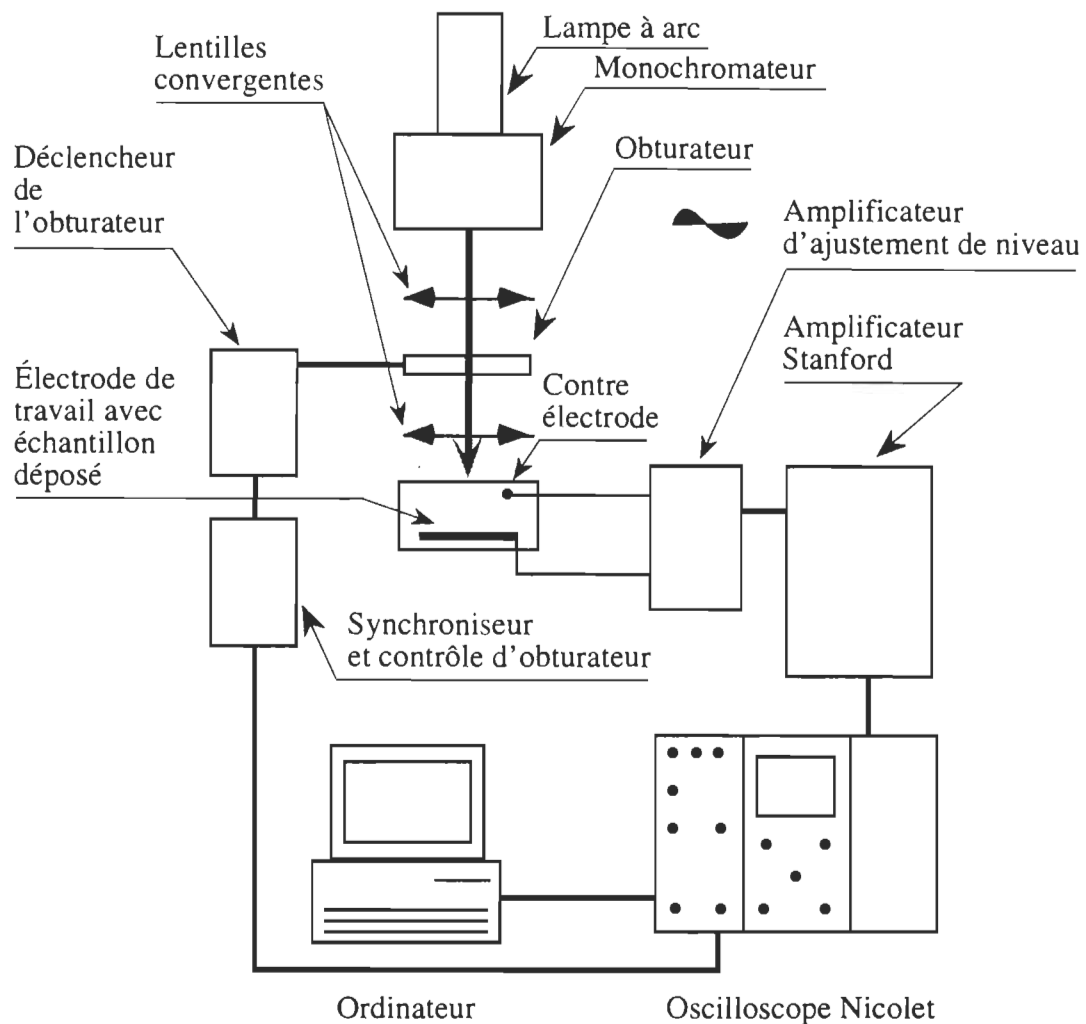 Lampe à arc
Lentilles
convergentes
Monochromateur
Obturateur
Déclencheur
de
l'obturateur
Amplificateur
d'ajustement de niveau
Amplificateur
Stanford
Électrode de
travail avec
échantillon
déposé
Contre
électrode
Synchroniseur
et contrôle d'obturateur
Ordinateur
Oscilloscope Nicolet